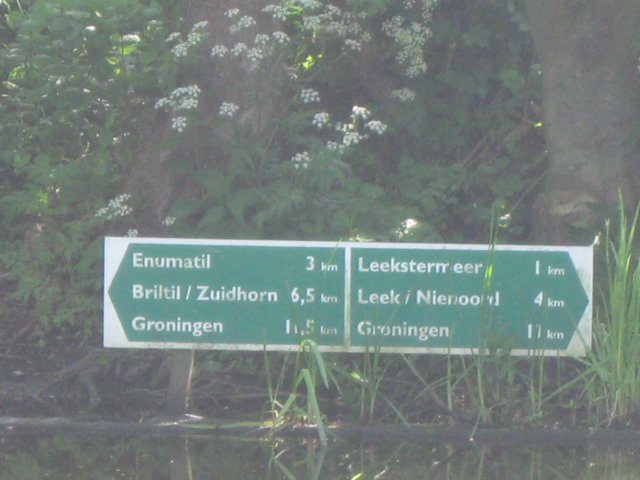 Enumatil 3 km
Briltil / Zuidhorn 6,5 km
Groningen 11,5 km
Leekstermeer 1 km
Leek / Nienoord 4 km
Groningen 11 km